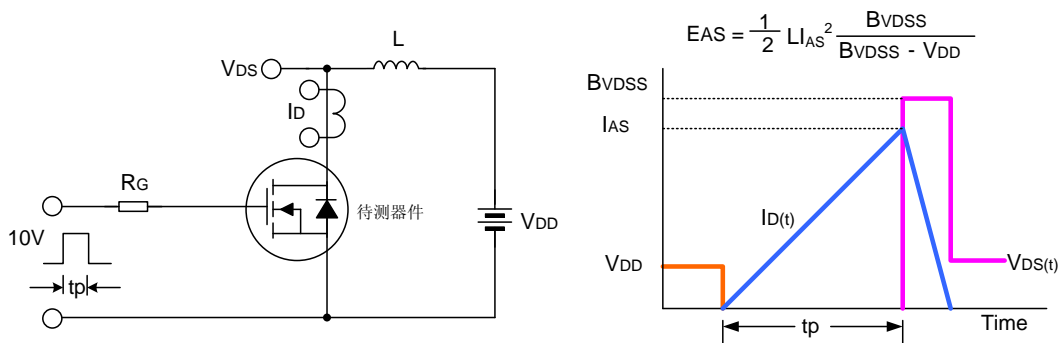 VDS
L
ID
RG
待测器件
10V
VDD
tp
EAS = 1/2 LIAS² BVDSS / BVDSS - VDD
BVDSS
IAS
ID(t)
VDD
VDS(t)
tp
Time